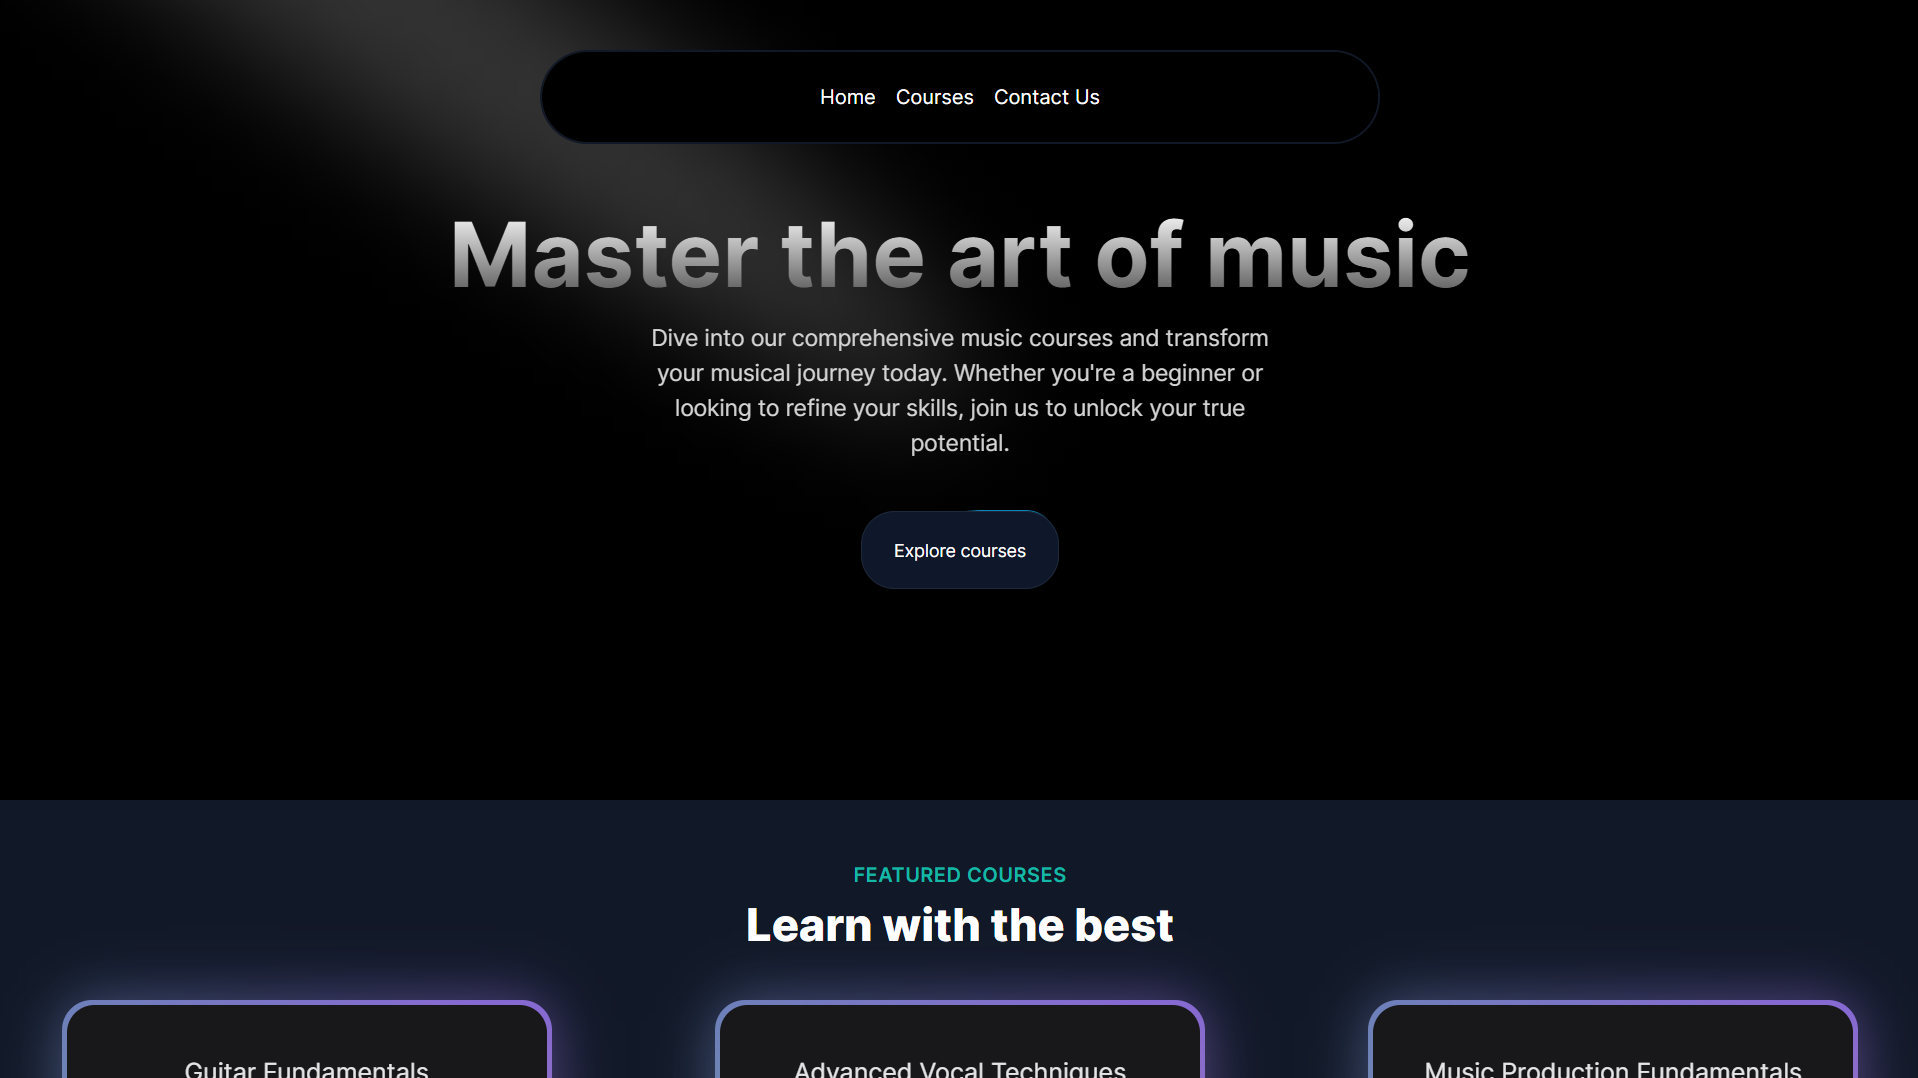 Home Courses Contact Us
Master the art of music
Dive into our comprehensive music courses and transform
your musical journey today. Whether you're a beginner or
looking to refine your skills, join us to unlock your true
potential.
Explore courses
FEATURED COURSES
Learn with the best
Guitar Fundamentals
Advanced Vocal Techniques
Music Production Fundamentals